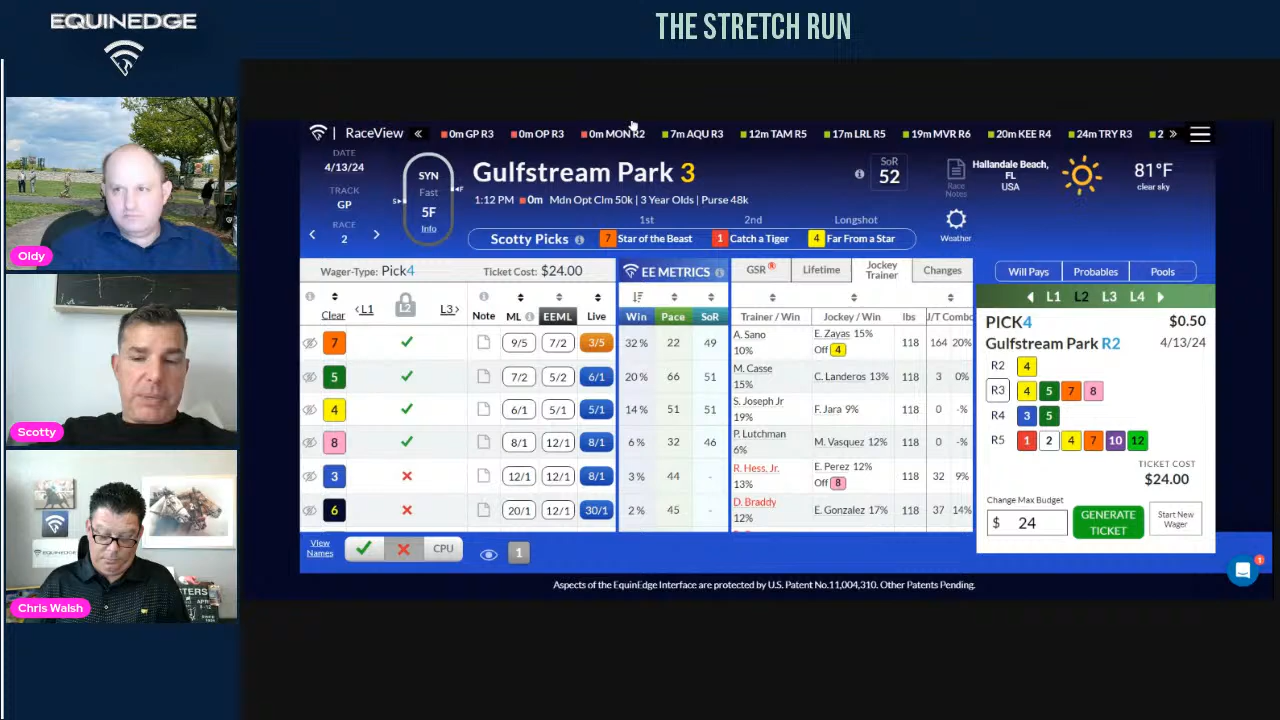 EQUINEDGE
THE STRETCH RUN
RaceView « 0m GP R3 0m OP R3 0m MON R2 7m AQU R3 12m TAM R5 17m LRL R5 19m MVR R6 20m KEE R4 24m TRY R3 2 »
DATE
4/13/24
TRACK
GP
RACE
2
SYN
Fast
5F
Info
S
F
Gulfstream Park 3
1:12 PM 0m Mdn Opt Clm 50k | 3 Year Olds | Purse 48k
SoR
52
Race
Notes
Hallandale Beach,
FL
USA
81°F
clear sky
Weather
1st 2nd Longshot
Scotty Picks 7 Star of the Beast 1 Catch a Tiger 4 Far From a Star
Wager-Type: Pick4 Ticket Cost: $24.00
EE METRICS
GSR Lifetime Jockey Trainer Changes
Will Pays Probables Pools
Clear <L1 L2 L3> Note ML EEML Live Win Pace SoR Trainer / Win Jockey / Win lbs J/T Combo
7 9/5 7/2 3/5 32 % 22 49 A. Sano 10% E. Zayas 15% Off 4 118 164 20%
5 7/2 5/2 6/1 20 % 66 51 M. Casse 15% C. Landeros 13% 118 3 0%
4 6/1 5/1 5/1 14 % 51 51 S. Joseph Jr 19% F. Jara 9% 118 0 -%
8 8/1 12/1 8/1 6 % 32 46 P. Lutchman 6% M. Vasquez 12% 118 0 -%
3 12/1 12/1 8/1 3 % 44 - R. Hess, Jr. 13% E. Perez 12% Off 8 118 32 9%
6 20/1 12/1 30/1 2 % 45 - D. Braddy 12% E. Gonzalez 17% 118 37 14%
L1 L2 L3 L4
PICK4 $0.50
Gulfstream Park R2 4/13/24
R2 4
R3 4 5 7 8
R4 3 5
R5 1 2 4 7 10 12
TICKET COST
$24.00
Change Max Budget
$ 24
GENERATE
TICKET
Start New
Wager
View
Names
CPU
1
1
Aspects of the EquinEdge Interface are protected by U.S. Patent No.11,004,310. Other Patents Pending.
Oldy
Scotty
Chris Walsh